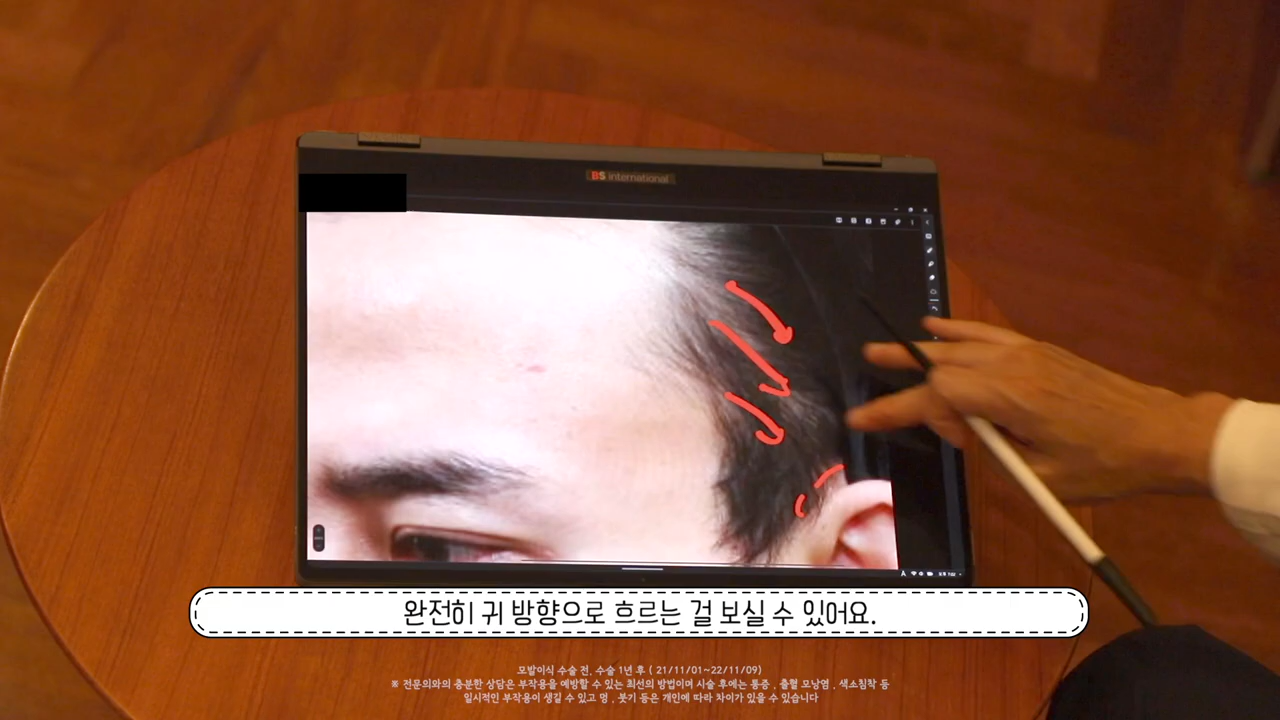 BS international
완전히 귀 방향으로 흐르는 걸 보실 수 있어요.
모발이식 수술 전, 수술 1년 후 ( 21/11/01~22/11/09)
※ 전문의와의 충분한 상담은 부작용을 예방할 수 있는 최선의 방법이며 시술 후에는 통증 , 출혈 모낭염 , 색소침착 등
일시적인 부작용이 생길 수 있고 멍 , 붓기 등은 개인에 따라 차이가 있을 수 있습니다